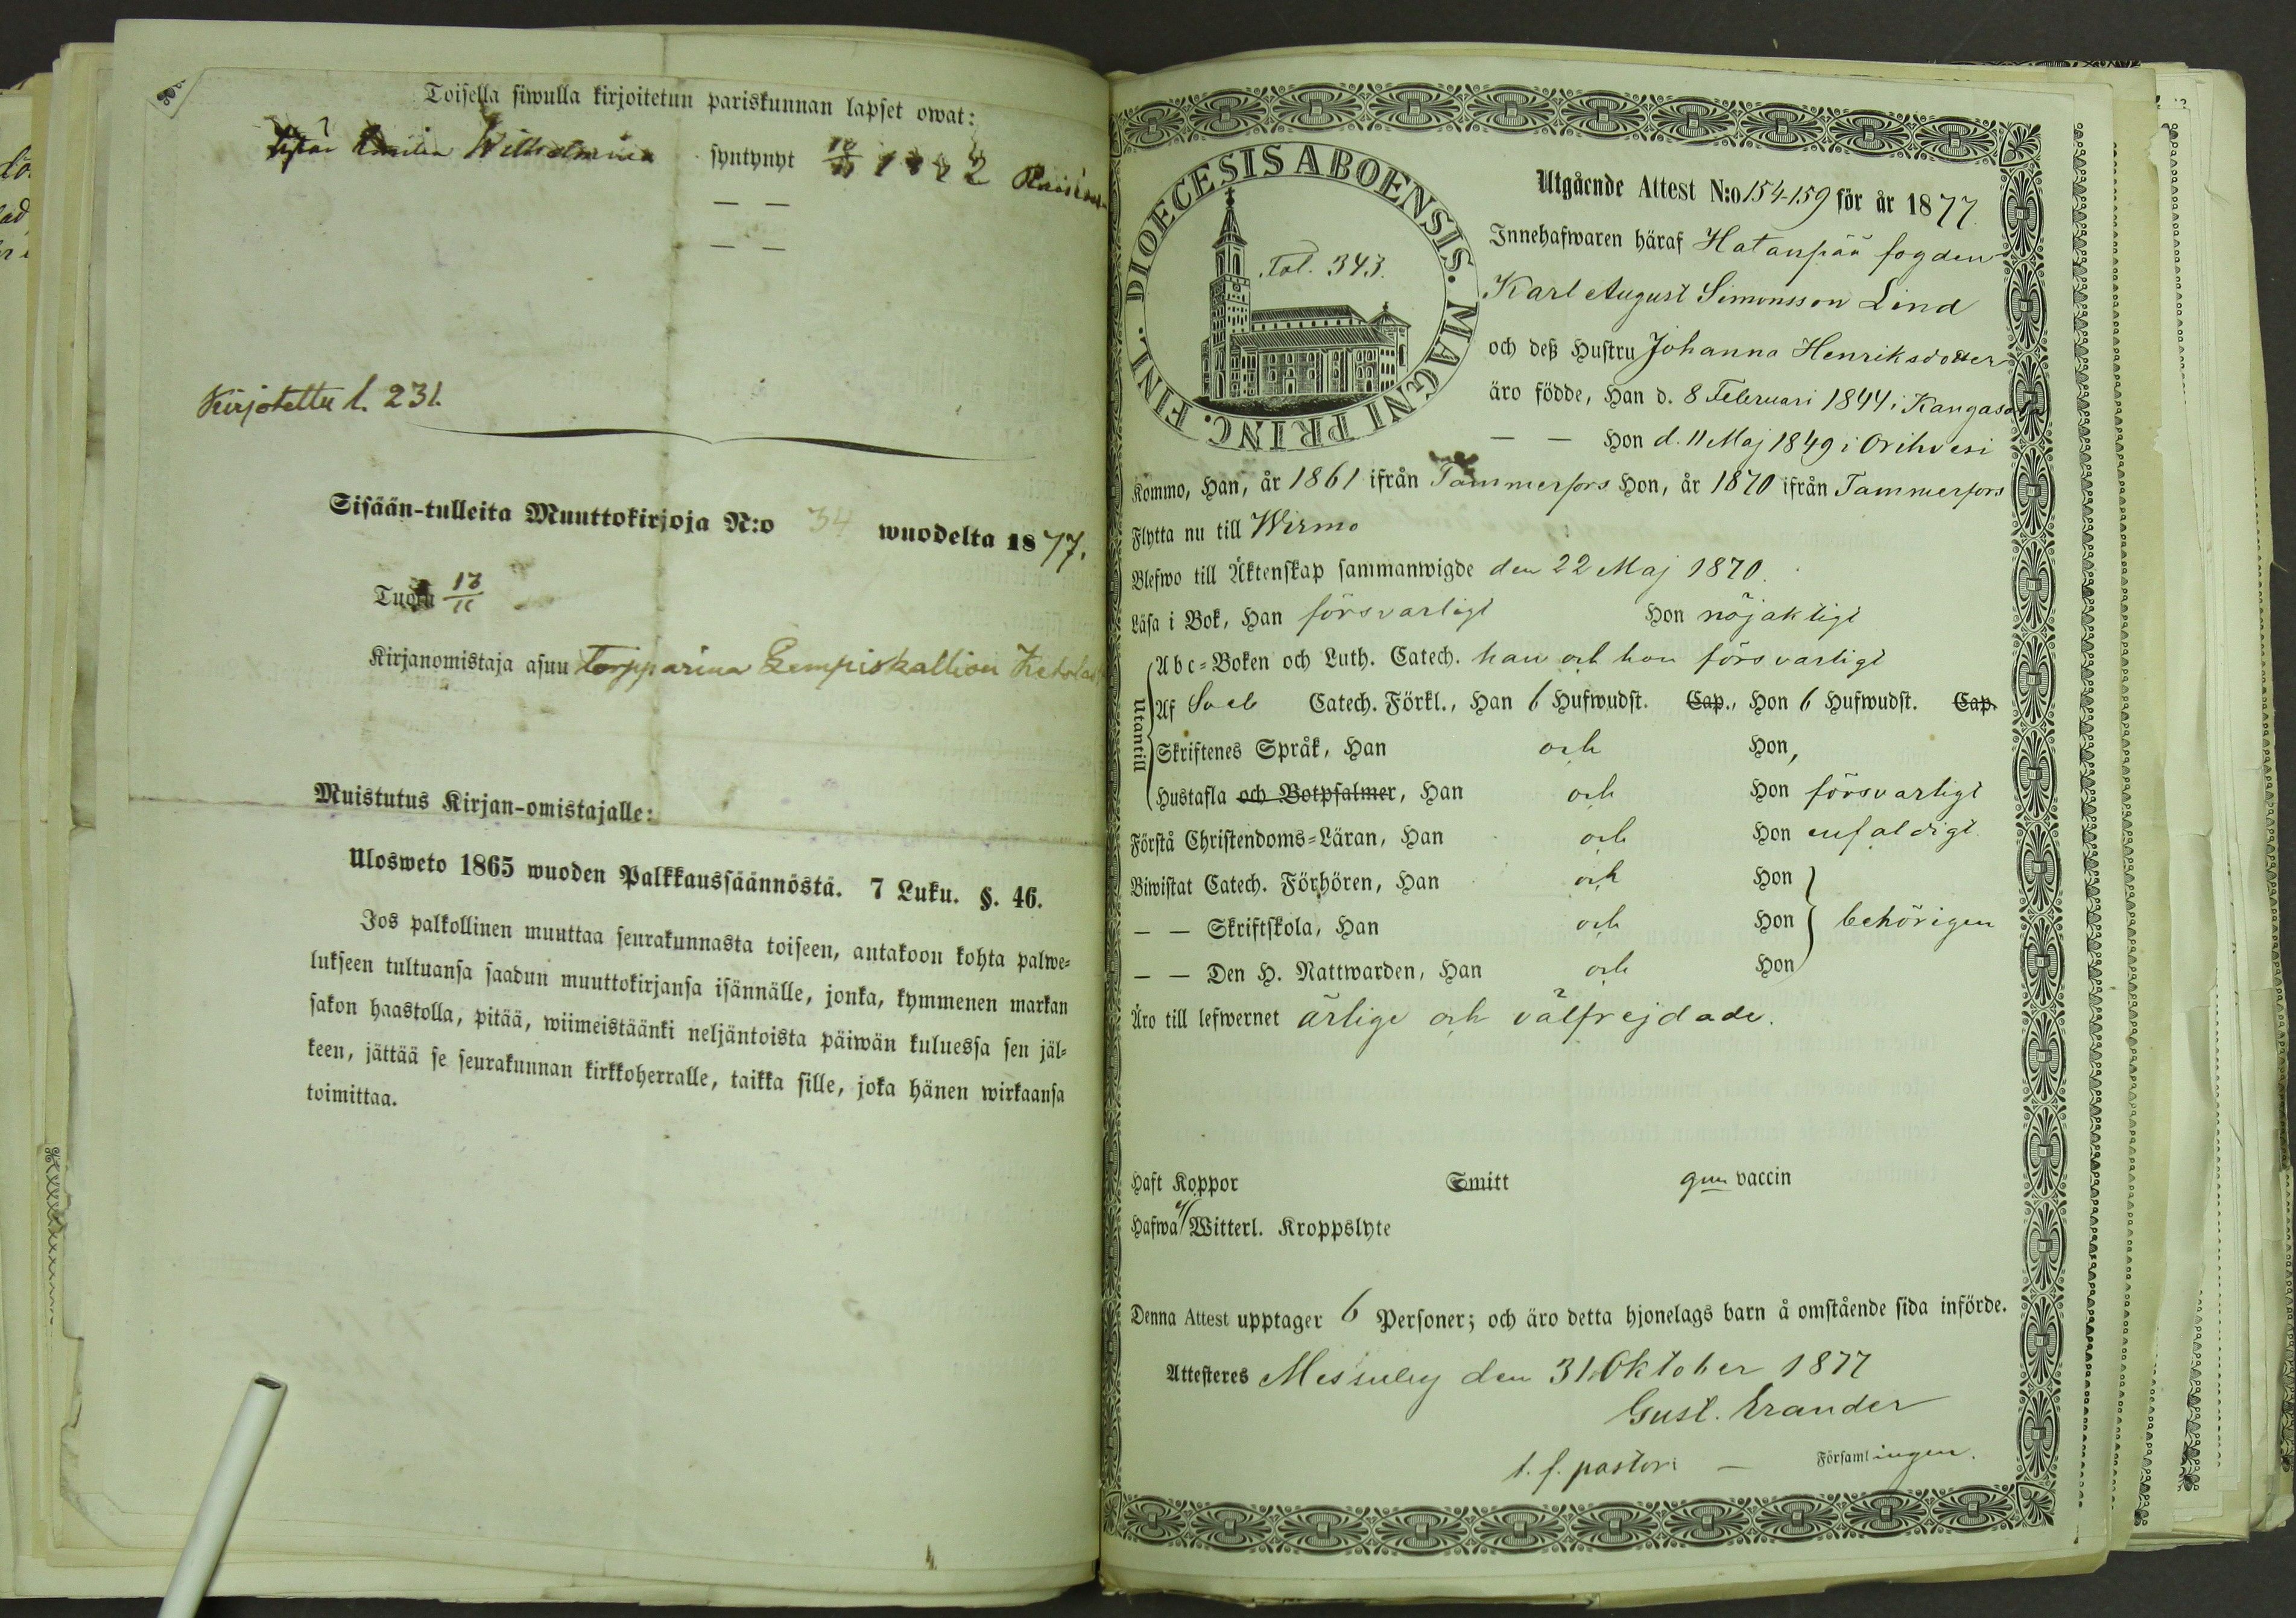 Toisella siwulla kirjoitetun pariskunnan lapset owat:
Wilhelmina syntynyt
— —
— —
Kirjotettu l. 231.
Sisään-tulleita Muuttokirjoja N:o 34 wuodelta 1877.
Kirjanomistaja asuu torpparina
Muistutus Kirjan-omistajalle:
Ulosweto 1865 wuoden Palkkaussäännöstä. 7 Luku. §. 46.
Jos palkollinen muuttaa seurakunnasta toiseen, antakoon kohta palwe=
lukseen tultuansa saadun muuttokirjansa isännälle, jonka, kymmenen markan
sakon haastolla, pitää, wiimeistäänki neljäntoista päiwän kuluessa sen jäl=
keen, jättää se seurakunnan kirkkoherralle, taikka sille, joka hänen wirkaansa
toimittaa.
DIOECESIS ABOENSIS. MAGNI PRINC. FINL.
Fol. 343.
Utgående Attest N:o 154-159 för år 1877.
Innehafwaren häraf Hatanpää fogden
Karl August Simonsson Lind
och deß Hustru Johanna Henriksdotter
äro födde, Han d. 8 Februari 1844 i Kangasala
— — Hon d. 11 Maj 1849 i Orihvesi
Kommo, Han, år 1861 ifrån Tammerfors Hon, år 1870 ifrån Tammerfors
Flytta nu till Wirmo
Blefwo till Äktenskap sammanwigde den 22 Maj 1870.
Läsa i Bok, Han försvarligt Hon nöjaktigt
Utantill
Abc=Boken och Luth. Catech. han och hon försvarligt
Af Catech. Förkl., Han 6 Hufwudst. Cap., Hon 6 Hufwudst. Cap.
Skriftenes Språk, Han och Hon,
Hustafla och Botpsalmer, Han och Hon försvarligt
Förstå Christendoms=Läran, Han och Hon enfaldigt.
Biwistat Catech. Förhören, Han och Hon
— — Skriftskola, Han och Hon behörigen
— — Den H. Nattwarden, Han och Hon
Äro till lefwernet ärlige och välfrejdade.
Haft Koppor Smitt genom vaccin
Hafwa ej Witterl. Kroppslyte
Denna Attest upptager 6 Personer; och äro detta hjonelags barn å omstående sida införde.
Attesteres Messuby den 31 Oktober 1877
Gust. Erander
t. f. pastor i — Församlingen.